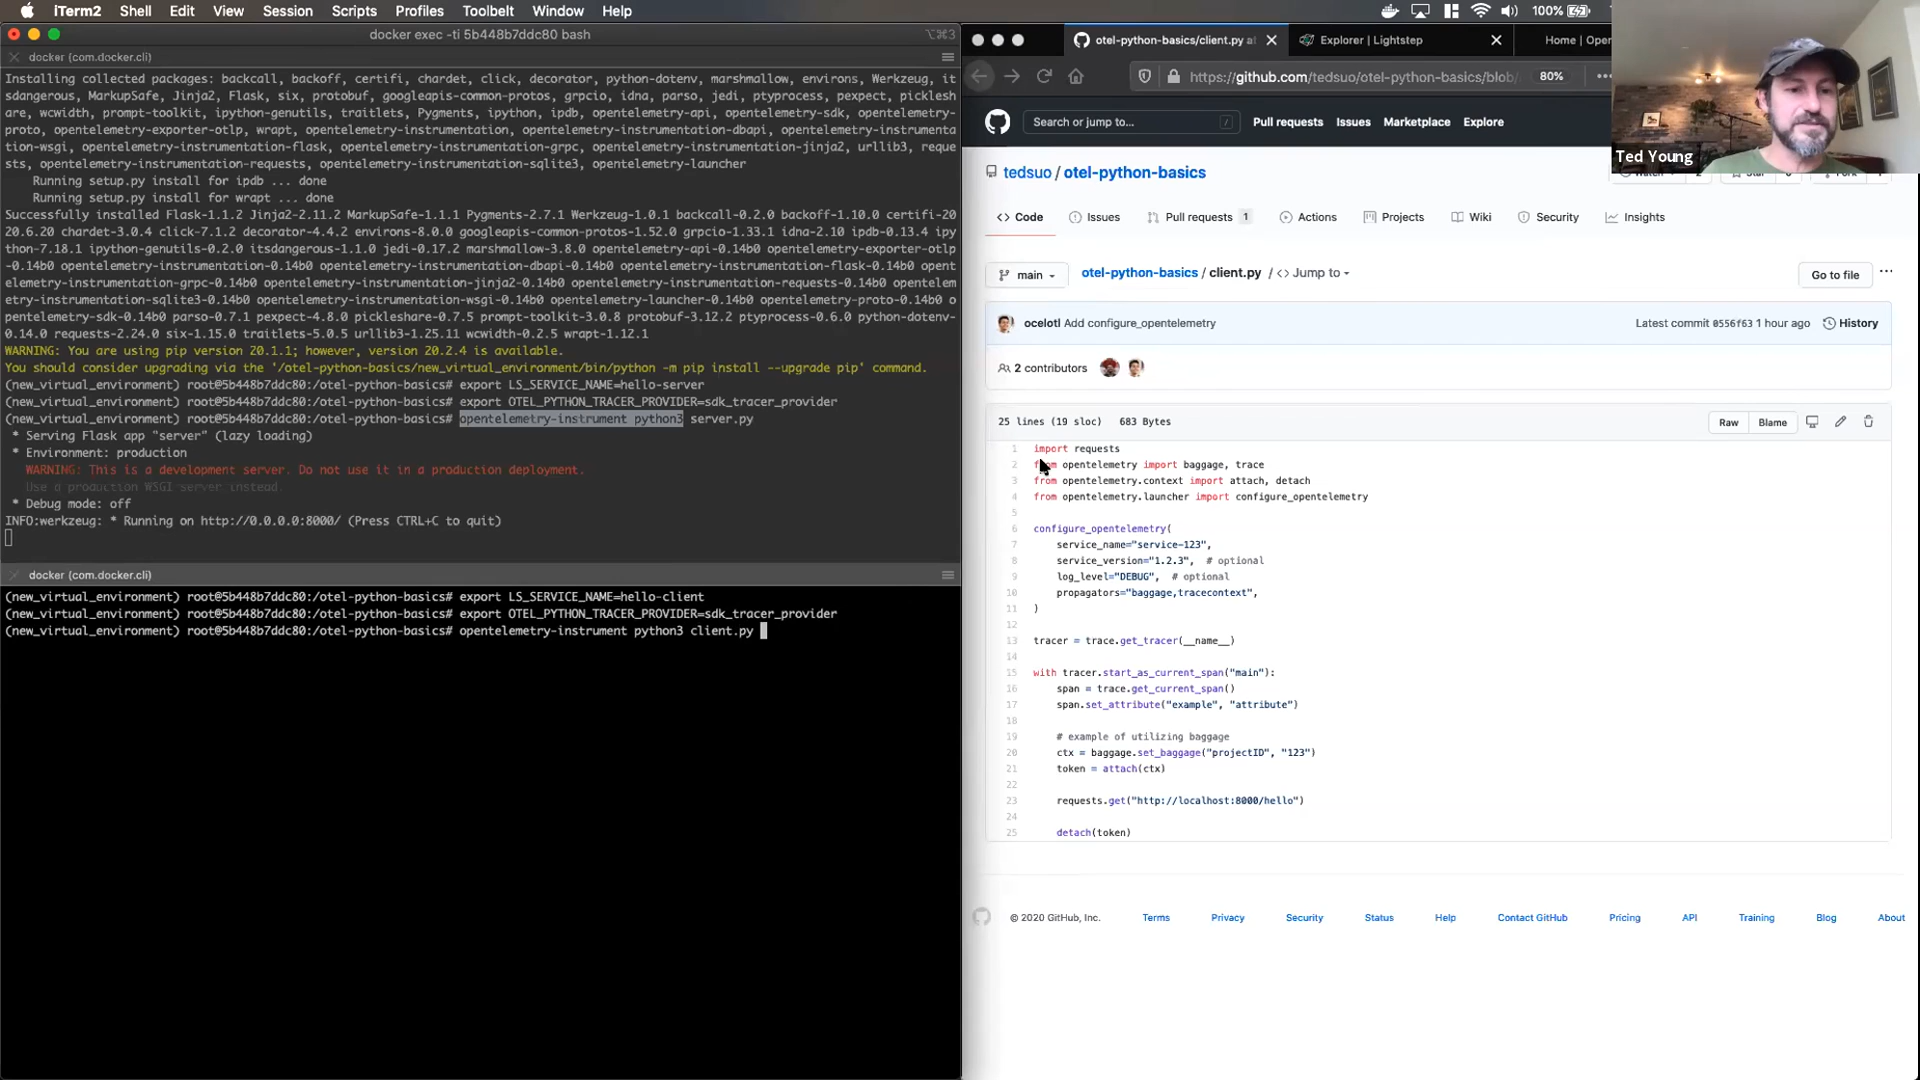 iTerm2 Shell Edit View Session Scripts Profiles Toolbelt Window Help 100%
docker exec -ti 5b448b7ddc80 bash
⌥⌘3
docker (com.docker.cli)
Installing collected packages: backcall, backoff, certifi, chardet, click, decorator, python-dotenv, marshmallow, environs, Werkzeug, it
sdangerous, MarkupSafe, Jinja2, Flask, six, protobuf, googleapis-common-protos, grpcio, idna, parso, jedi, ptyprocess, pexpect, picklesh
are, wcwidth, prompt-toolkit, ipython-genutils, traitlets, Pygments, ipython, ipdb, opentelemetry-api, opentelemetry-sdk, opentelemetry-
proto, opentelemetry-exporter-otlp, wrapt, opentelemetry-instrumentation, opentelemetry-instrumentation-dbapi, opentelemetry-instrumenta
tion-wsgi, opentelemetry-instrumentation-flask, opentelemetry-instrumentation-grpc, opentelemetry-instrumentation-jinja2, urllib3, reque
sts, opentelemetry-instrumentation-requests, opentelemetry-instrumentation-sqlite3, opentelemetry-launcher
Running setup.py install for ipdb ... done
Running setup.py install for wrapt ... done
Successfully installed Flask-1.1.2 Jinja2-2.11.2 MarkupSafe-1.1.1 Pygments-2.7.1 Werkzeug-1.0.1 backcall-0.2.0 backoff-1.10.0 certifi-20
20.6.20 chardet-3.0.4 click-7.1.2 decorator-4.4.2 environs-8.0.0 googleapis-common-protos-1.52.0 grpcio-1.33.1 idna-2.10 ipdb-0.13.4 ipy
thon-7.18.1 ipython-genutils-0.2.0 itsdangerous-1.1.0 jedi-0.17.2 marshmallow-3.8.0 opentelemetry-api-0.14b0 opentelemetry-exporter-otlp
-0.14b0 opentelemetry-instrumentation-0.14b0 opentelemetry-instrumentation-dbapi-0.14b0 opentelemetry-instrumentation-flask-0.14b0 opent
elemetry-instrumentation-grpc-0.14b0 opentelemetry-instrumentation-jinja2-0.14b0 opentelemetry-instrumentation-requests-0.14b0 opentelem
etry-instrumentation-sqlite3-0.14b0 opentelemetry-instrumentation-wsgi-0.14b0 opentelemetry-launcher-0.14b0 opentelemetry-proto-0.14b0 o
pentelemetry-sdk-0.14b0 parso-0.7.1 pexpect-4.8.0 pickleshare-0.7.5 prompt-toolkit-3.0.8 protobuf-3.12.2 ptyprocess-0.6.0 python-dotenv-
0.14.0 requests-2.24.0 six-1.15.0 traitlets-5.0.5 urllib3-1.25.11 wcwidth-0.2.5 wrapt-1.12.1
WARNING: You are using pip version 20.1.1; however, version 20.2.4 is available.
You should consider upgrading via the '/otel-python-basics/new_virtual_environment/bin/python -m pip install --upgrade pip' command.
(new_virtual_environment) root@5b448b7ddc80:/otel-python-basics# export LS_SERVICE_NAME=hello-server
(new_virtual_environment) root@5b448b7ddc80:/otel-python-basics# export OTEL_PYTHON_TRACER_PROVIDER=sdk_tracer_provider
(new_virtual_environment) root@5b448b7ddc80:/otel-python-basics# opentelemetry-instrument python3 server.py
* Serving Flask app "server" (lazy loading)
* Environment: production
WARNING: This is a development server. Do not use it in a production deployment.
Use a production WSGI server instead.
* Debug mode: off
INFO:werkzeug: * Running on http://0.0.0.0:8000/ (Press CTRL+C to quit)
docker (com.docker.cli)
(new_virtual_environment) root@5b448b7ddc80:/otel-python-basics# export LS_SERVICE_NAME=hello-client
(new_virtual_environment) root@5b448b7ddc80:/otel-python-basics# export OTEL_PYTHON_TRACER_PROVIDER=sdk_tracer_provider
(new_virtual_environment) root@5b448b7ddc80:/otel-python-basics# opentelemetry-instrument python3 client.py
otel-python-basics/client.py a Explorer | Lightstep Home | Open
https://github.com/tedsuo/otel-python-basics/blob/ 80%
Search or jump to... / Pull requests Issues Marketplace Explore
Ted Young
tedsuo / otel-python-basics
Code Issues Pull requests 1 Actions Projects Wiki Security Insights
main otel-python-basics / client.py / <> Jump to Go to file
ocelotl Add configure_opentelemetry Latest commit 0556f63 1 hour ago History
2 contributors
25 lines (19 sloc) 683 Bytes Raw Blame
1 import requests
2 from opentelemetry import baggage, trace
3 from opentelemetry.context import attach, detach
4 from opentelemetry.launcher import configure_opentelemetry
5
6 configure_opentelemetry(
7 service_name="service-123",
8 service_version="1.2.3", # optional
9 log_level="DEBUG", # optional
10 propagators="baggage,tracecontext",
11 )
12
13 tracer = trace.get_tracer(__name__)
14
15 with tracer.start_as_current_span("main"):
16 span = trace.get_current_span()
17 span.set_attribute("example", "attribute")
18
19 # example of utilizing baggage
20 ctx = baggage.set_baggage("projectID", "123")
21 token = attach(ctx)
22
23 requests.get("http://localhost:8000/hello")
24
25 detach(token)
© 2020 GitHub, Inc. Terms Privacy Security Status Help Contact GitHub Pricing API Training Blog About